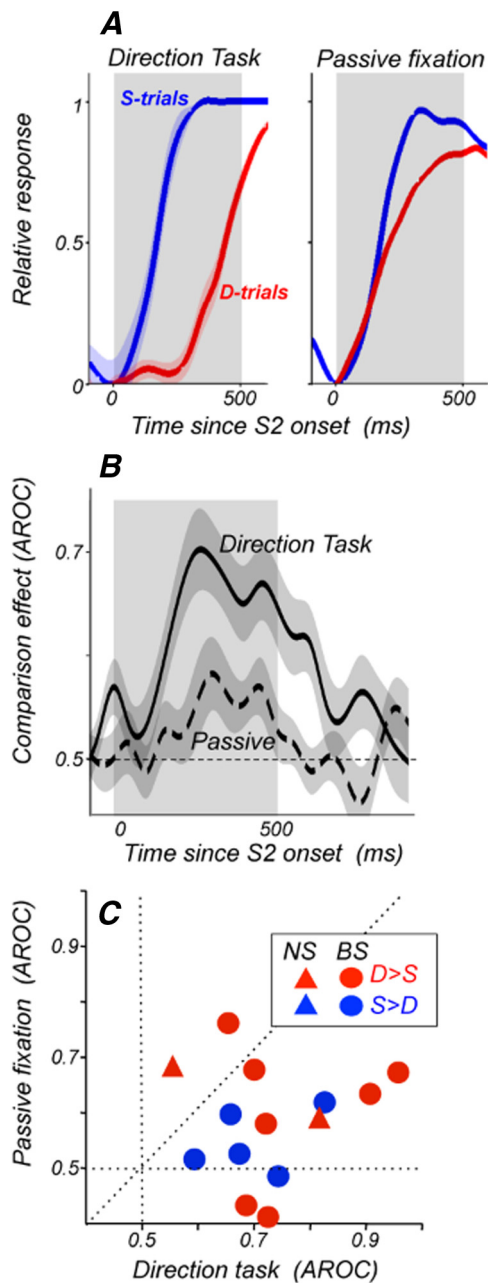 A
Direction Task
Passive fixation
Relative response
1
0.5
0
S-trials
D-trials
0
500
0
500
Time since S2 onset (ms)
B
Comparison effect (AROC)
0.7
0.5
Direction Task
Passive
0
500
Time since S2 onset (ms)
C
Passive fixation (AROC)
0.9
0.7
0.5
NS BS
D>S
S>D
0.5
0.7
0.9
Direction task (AROC)